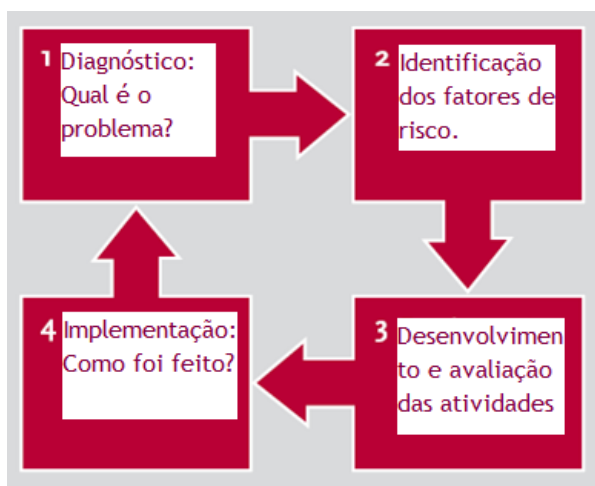 1 Diagnóstico:
Qual é o
problema?
2 Identificação
dos fatores de
risco.
3 Desenvolvimen
to e avaliação
das atividades
4 Implementação:
Como foi feito?